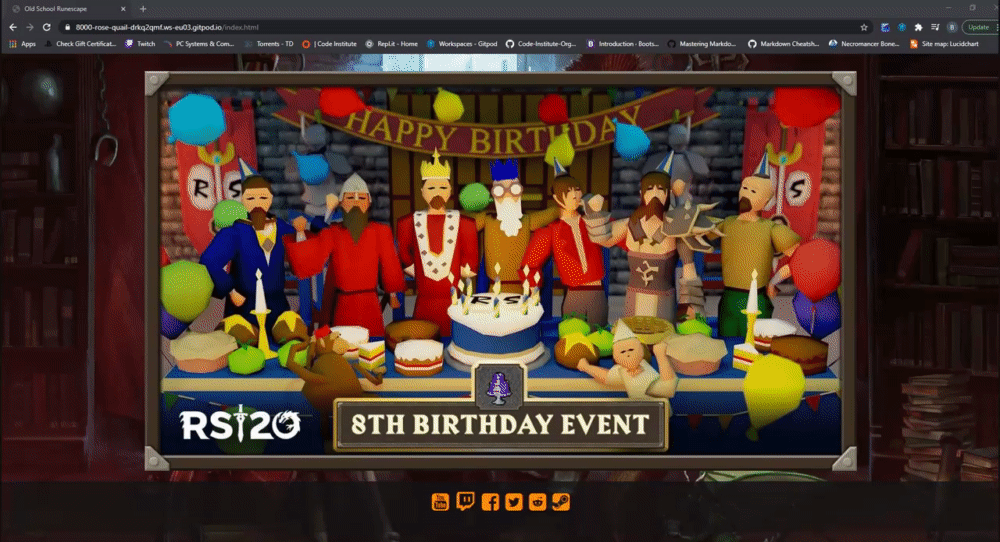 Old School Runescape
8000-rose-quail-drkq2qmf.ws-eu03.gitpod.io/index.html
Update
Apps
Check Gift Certificat...
Twitch
PC Systems & Com...
Torrents - TD
| Code Institute
Repl.it - Home
Workspaces - Gitpod
Code-Institute-Org...
Introduction · Boots...
Mastering Markdo...
Markdown Cheatsh...
Necromancer Bone...
Site map: Lucidchart
HAPPY BIRTHDAY
R S
S
R S
RS20
8TH BIRTHDAY EVENT
You
Tube